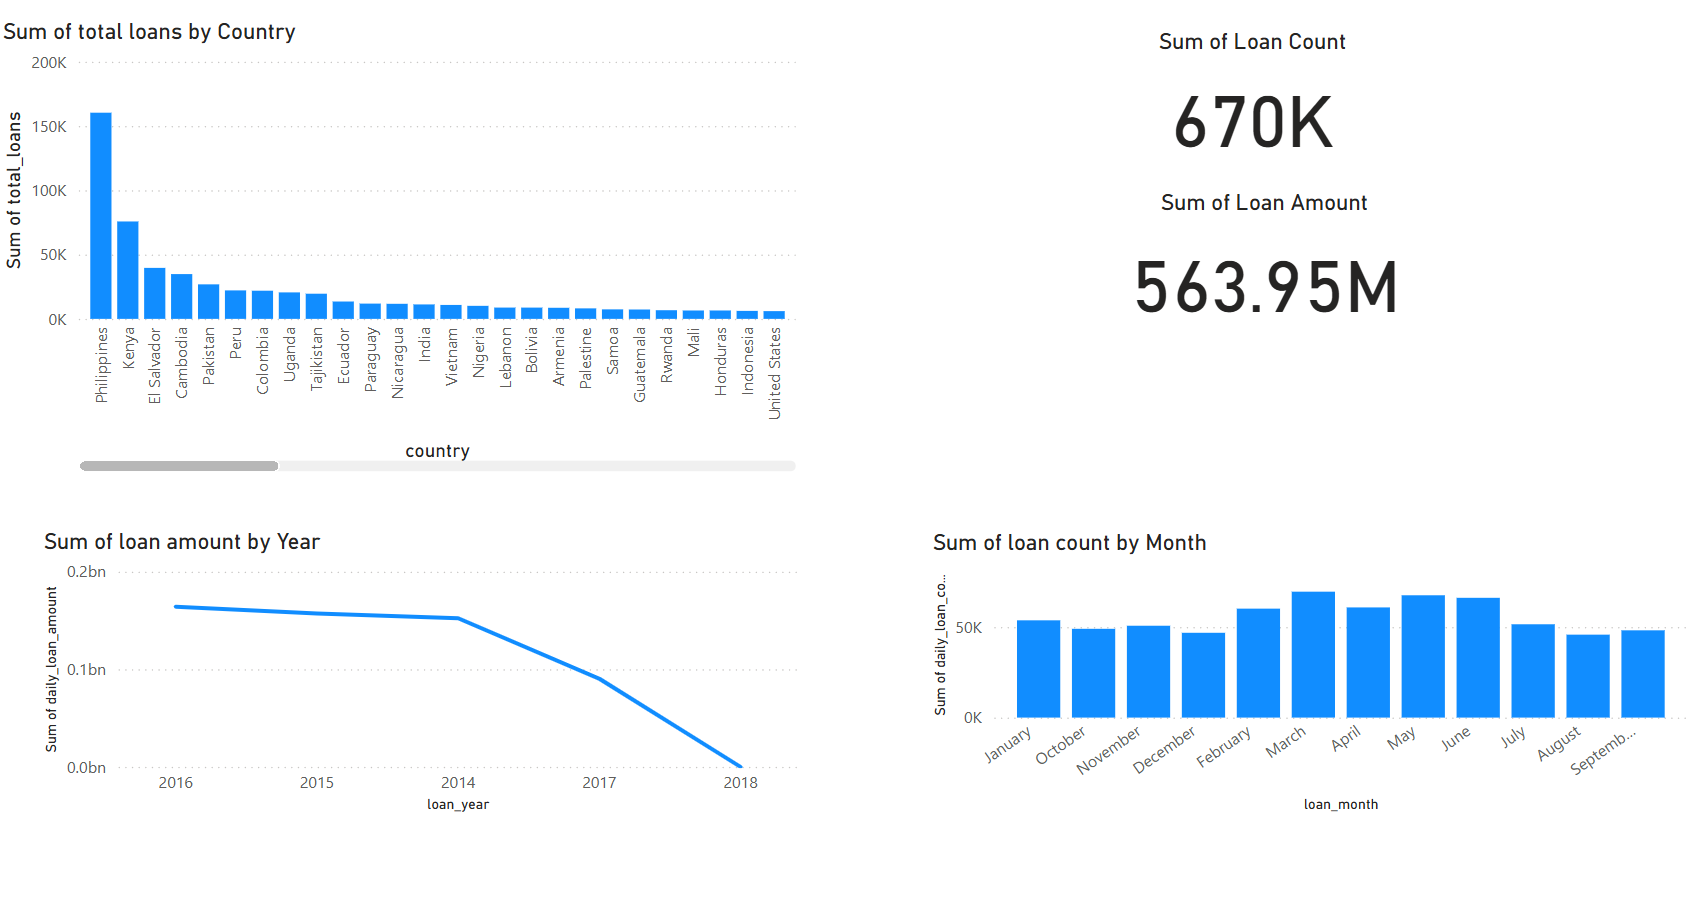 Sum of total loans by Country
Sum of total_loans
200K
150K
100K
50K
0K
Philippines
Kenya
El Salvador
Cambodia
Pakistan
Peru
Colombia
Uganda
Tajikistan
Ecuador
Paraguay
Nicaragua
India
Vietnam
Nigeria
Lebanon
Bolivia
Armenia
Palestine
Samoa
Guatemala
Rwanda
Mali
Honduras
Indonesia
United States
country
Sum of Loan Count
670K
Sum of Loan Amount
563.95M
Sum of loan amount by Year
Sum of daily_loan_amount
0.2bn
0.1bn
0.0bn
2016
2015
2014
2017
2018
loan_year
Sum of loan count by Month
Sum of daily_loan_co...
50K
0K
January
October
November
December
February
March
April
May
June
July
August
Septemb...
loan_month